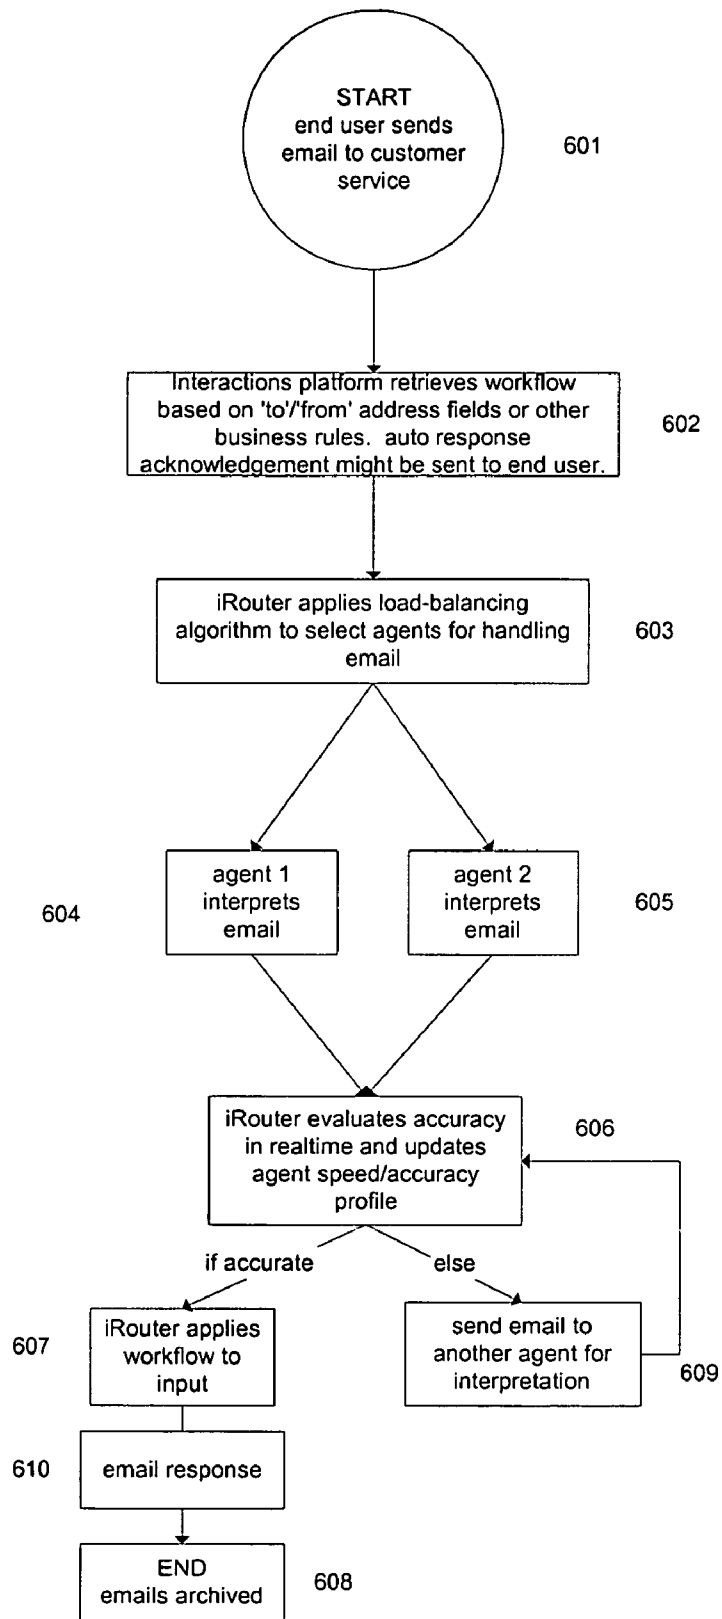 START
end user sends
email to customer
service
601
Interactions platform retrieves workflow
based on 'to'/'from' address fields or other
business rules. auto response
acknowledgement might be sent to end user.
602
iRouter applies load-balancing
algorithm to select agents for handling
email
603
agent 1
interprets
email
604
agent 2
interprets
email
605
iRouter evaluates accuracy
in realtime and updates
agent speed/accuracy
profile
606
if accurate
else
607
iRouter applies
workflow to
input
send email to
another agent for
interpretation
609
610
email response
END
emails archived
608